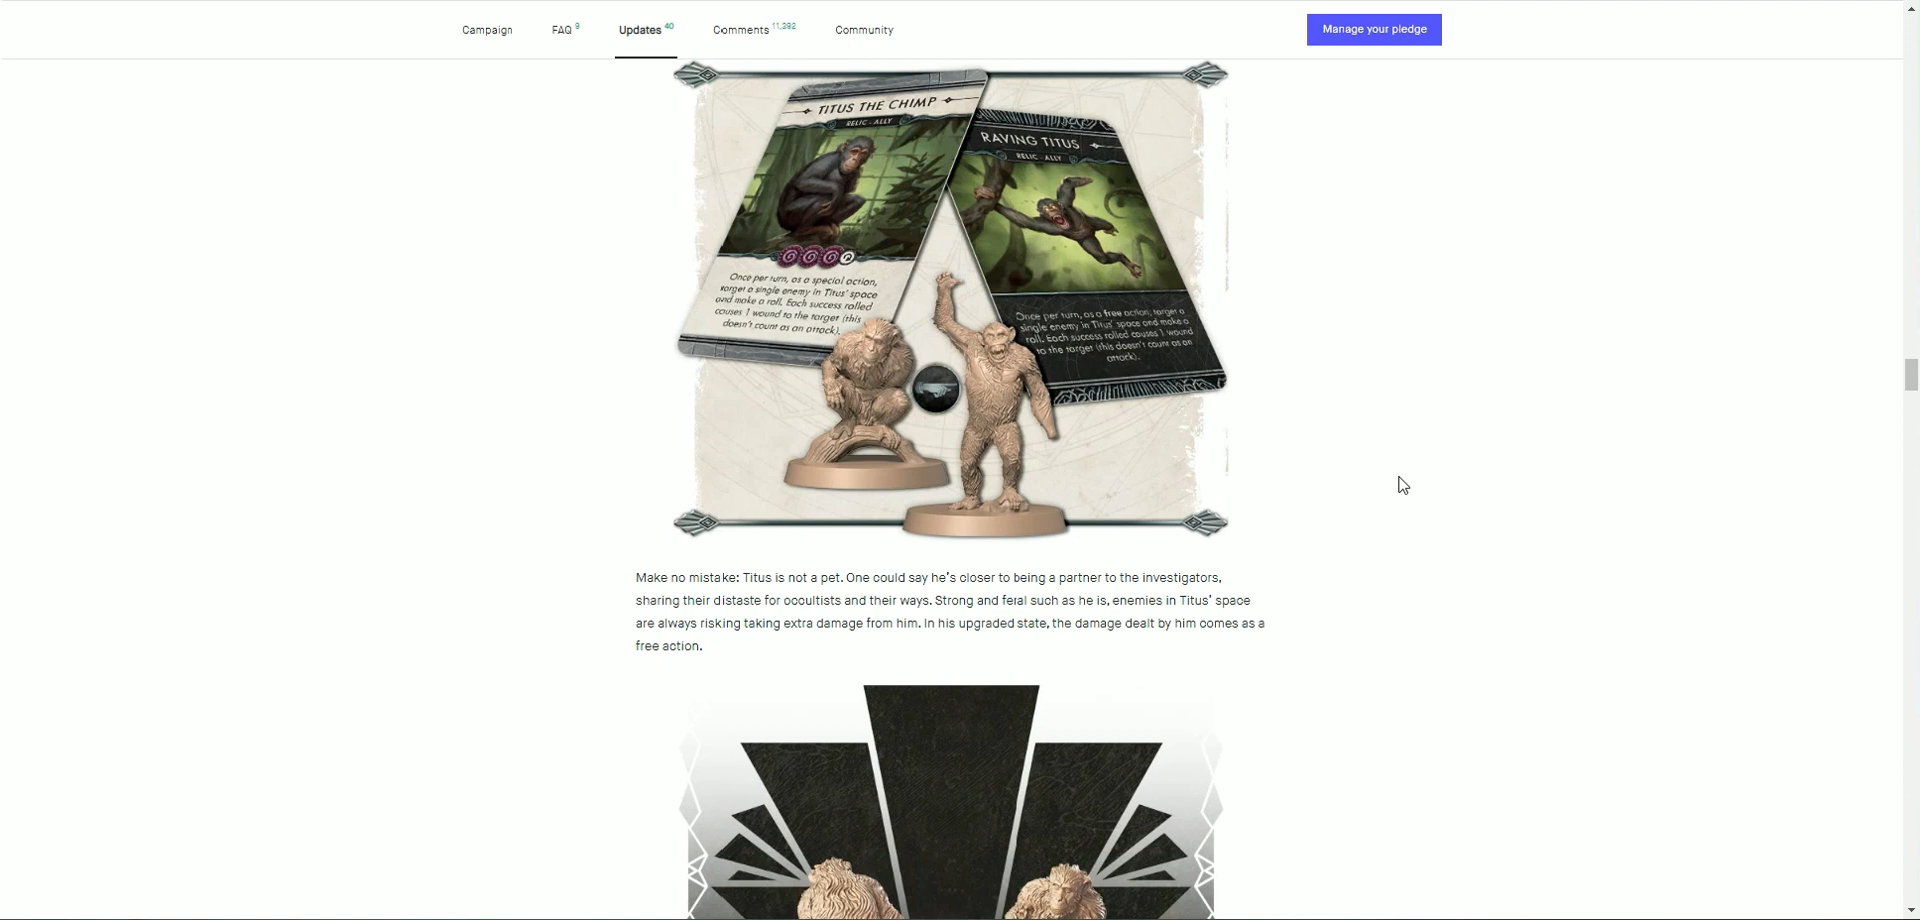 Campaign FAQ 9 Updates 40 Comments 11,392 Community Manage your pledge
TITUS THE CHIMP
RELIC - ALLY
Once per turn, as a special action,
target a single enemy in Titus' space
and make a roll. Each success rolled
causes 1 wound to the target (this
doesn't count as an attack).
RAVING TITUS
RELIC - ALLY
Once per turn, as a free action, target a
single enemy in Titus' space and make a
roll. Each success rolled causes 1 wound
to the target (this doesn't count as an
attack).
Make no mistake: Titus is not a pet. One could say he's closer to being a partner to the investigators,
sharing their distaste for occultists and their ways. Strong and feral such as he is, enemies in Titus' space
are always risking taking extra damage from him. In his upgraded state, the damage dealt by him comes as a
free action.